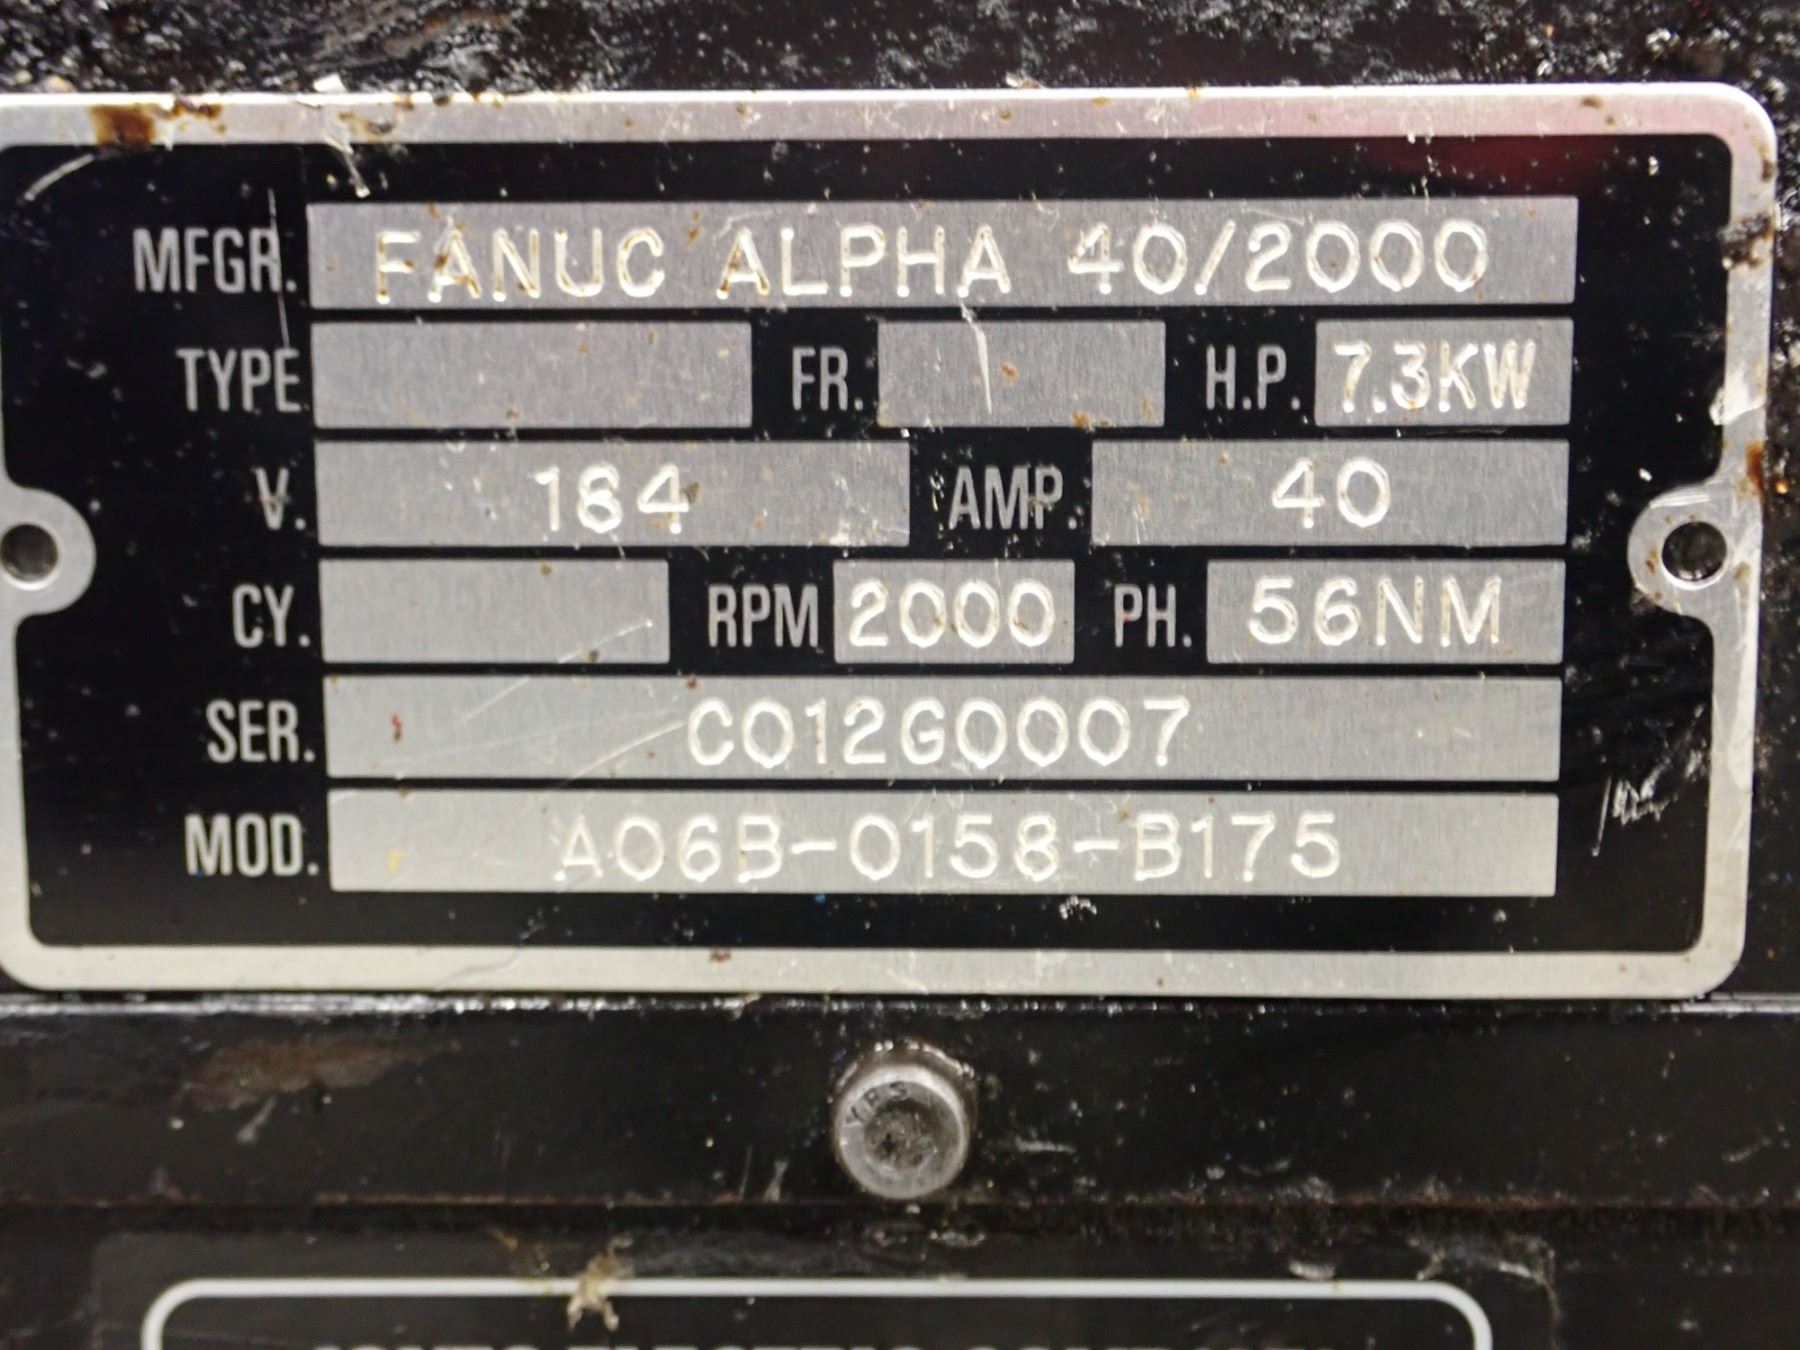 MFGR. FANUC ALPHA 40/2000
TYPE FR. H.P. 7.3KW
V. 164 AMP. 40
CY. RPM 2000 PH. 56NM
SER. C012G0007
MOD. A06B-0158-B175